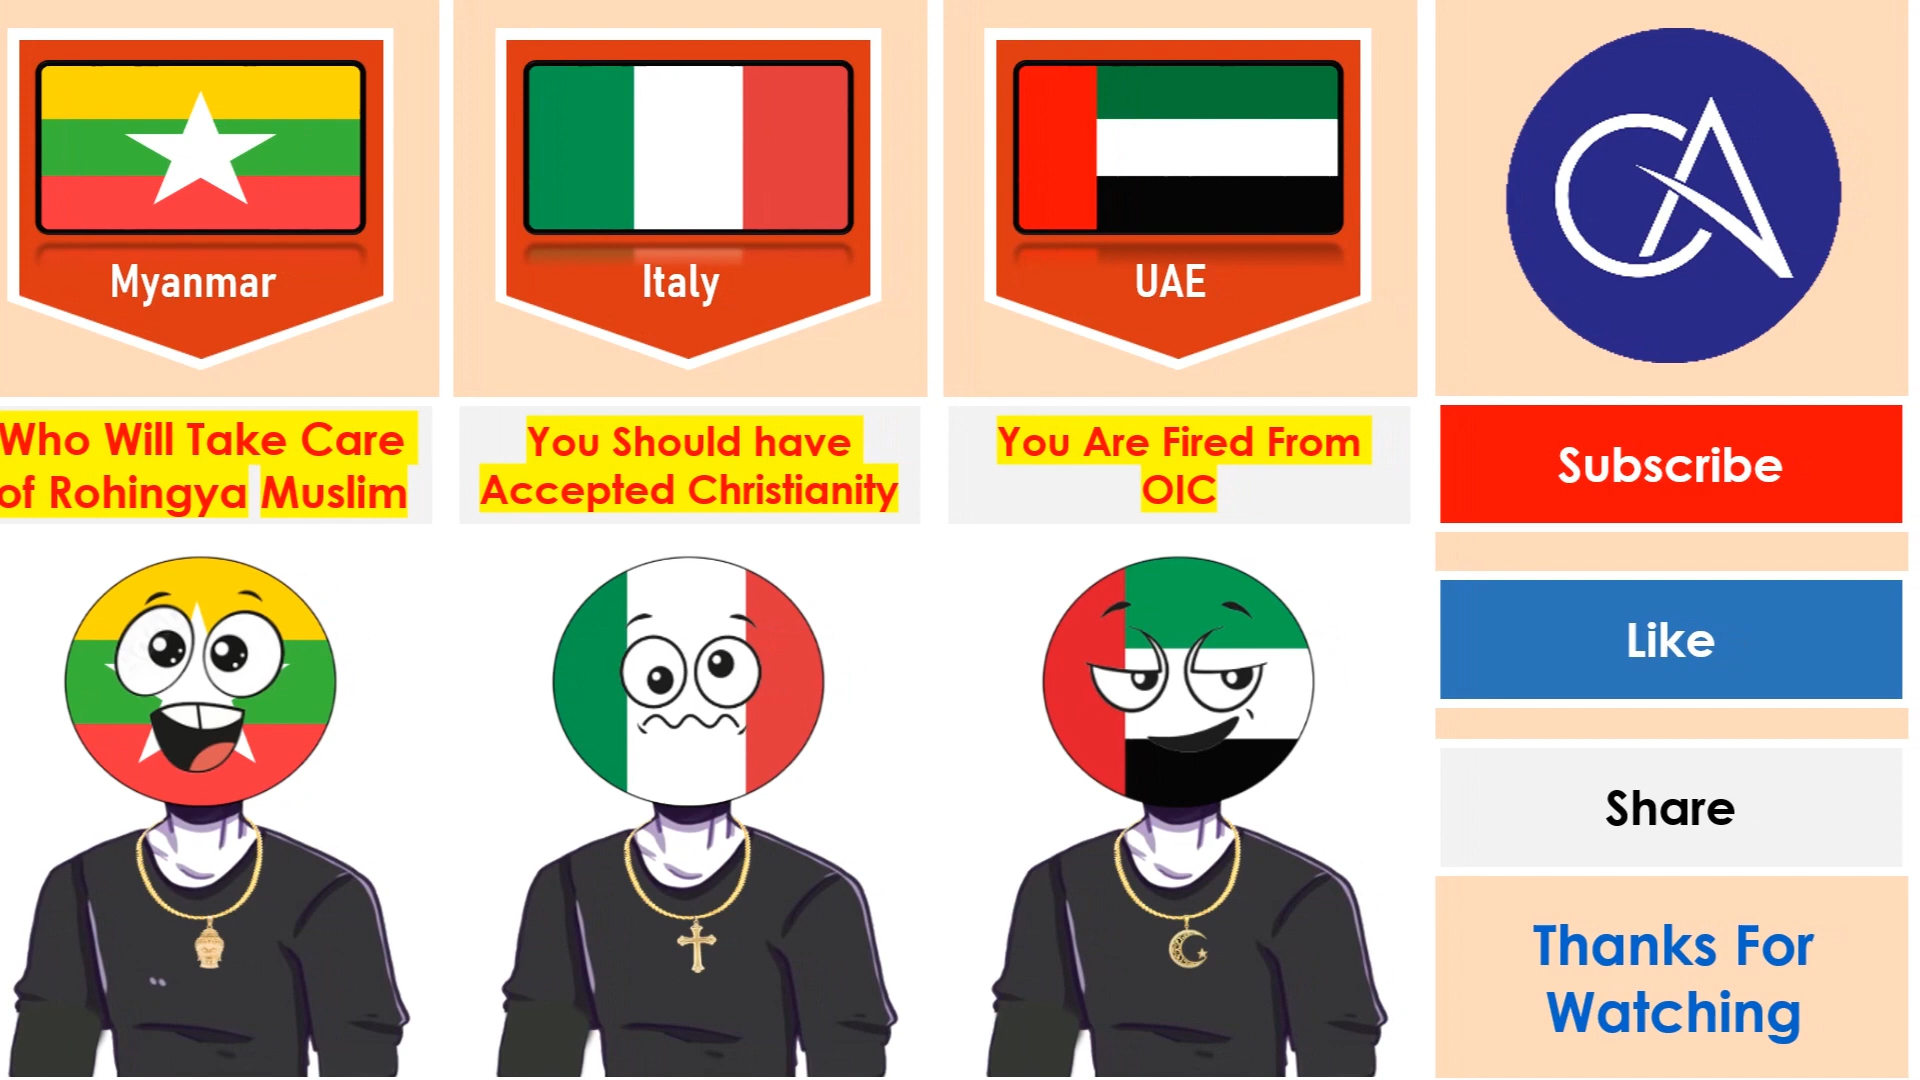 Myanmar
Italy
UAE
Who Will Take Care
of Rohingya Muslim
You Should have
Accepted Christianity
You Are Fired From
OIC
CA
Subscribe
Like
Share
Thanks For
Watching